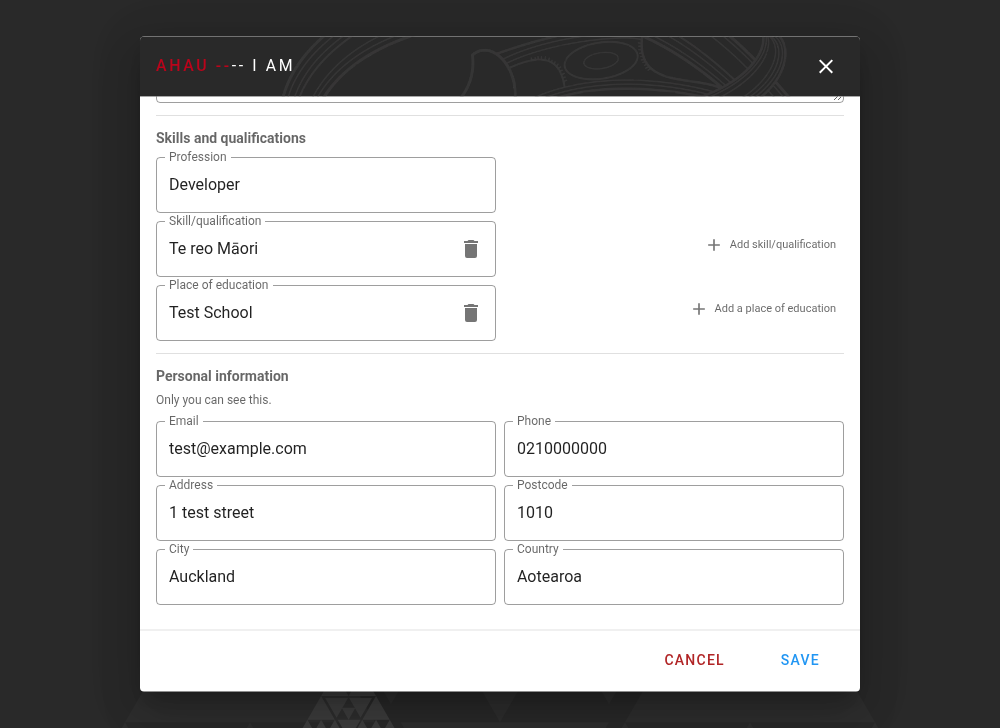 AHAU ---- I AM
Skills and qualifications
Profession
Developer
Skill/qualification
Te reo Māori
Add skill/qualification
Place of education
Test School
Add a place of education
Personal information
Only you can see this.
Email
test@example.com
Phone
0210000000
Address
1 test street
Postcode
1010
City
Auckland
Country
Aotearoa
CANCEL
SAVE